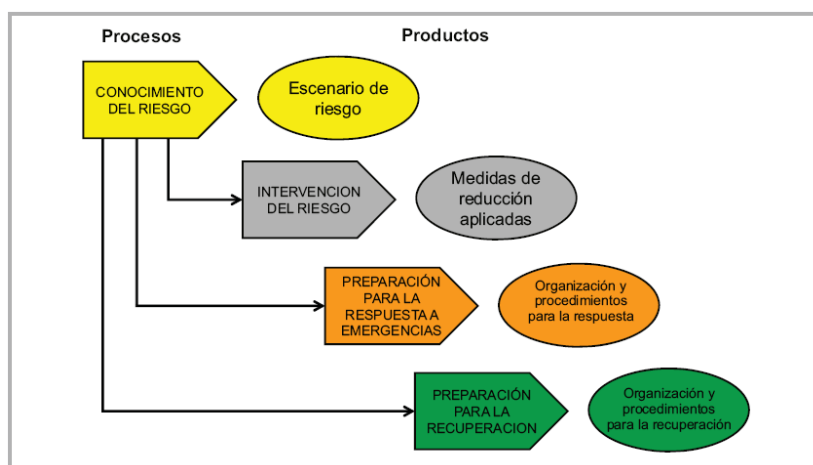 Procesos
Productos
CONOCIMIENTO
DEL RIESGO
Escenario de
riesgo
INTERVENCION
DEL RIESGO
Medidas de
reducción
aplicadas
PREPARACIÓN
PARA LA
RESPUESTA A
EMERGENCIAS
Organización y
procedimientos
para la respuesta
PREPARACIÓN
PARA LA
RECUPERACION
Organización y
procedimientos
para la recuperación